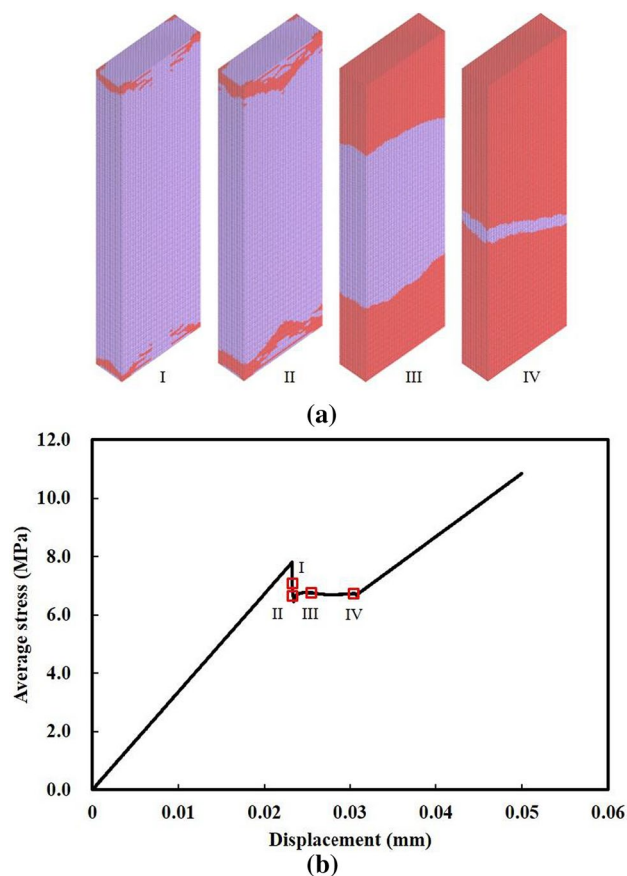 I II III IV
(a)
12.0
10.0
8.0
6.0
4.0
2.0
0.0
Average stress (MPa)
I
II III IV
0 0.01 0.02 0.03 0.04 0.05 0.06
Displacement (mm)
(b)